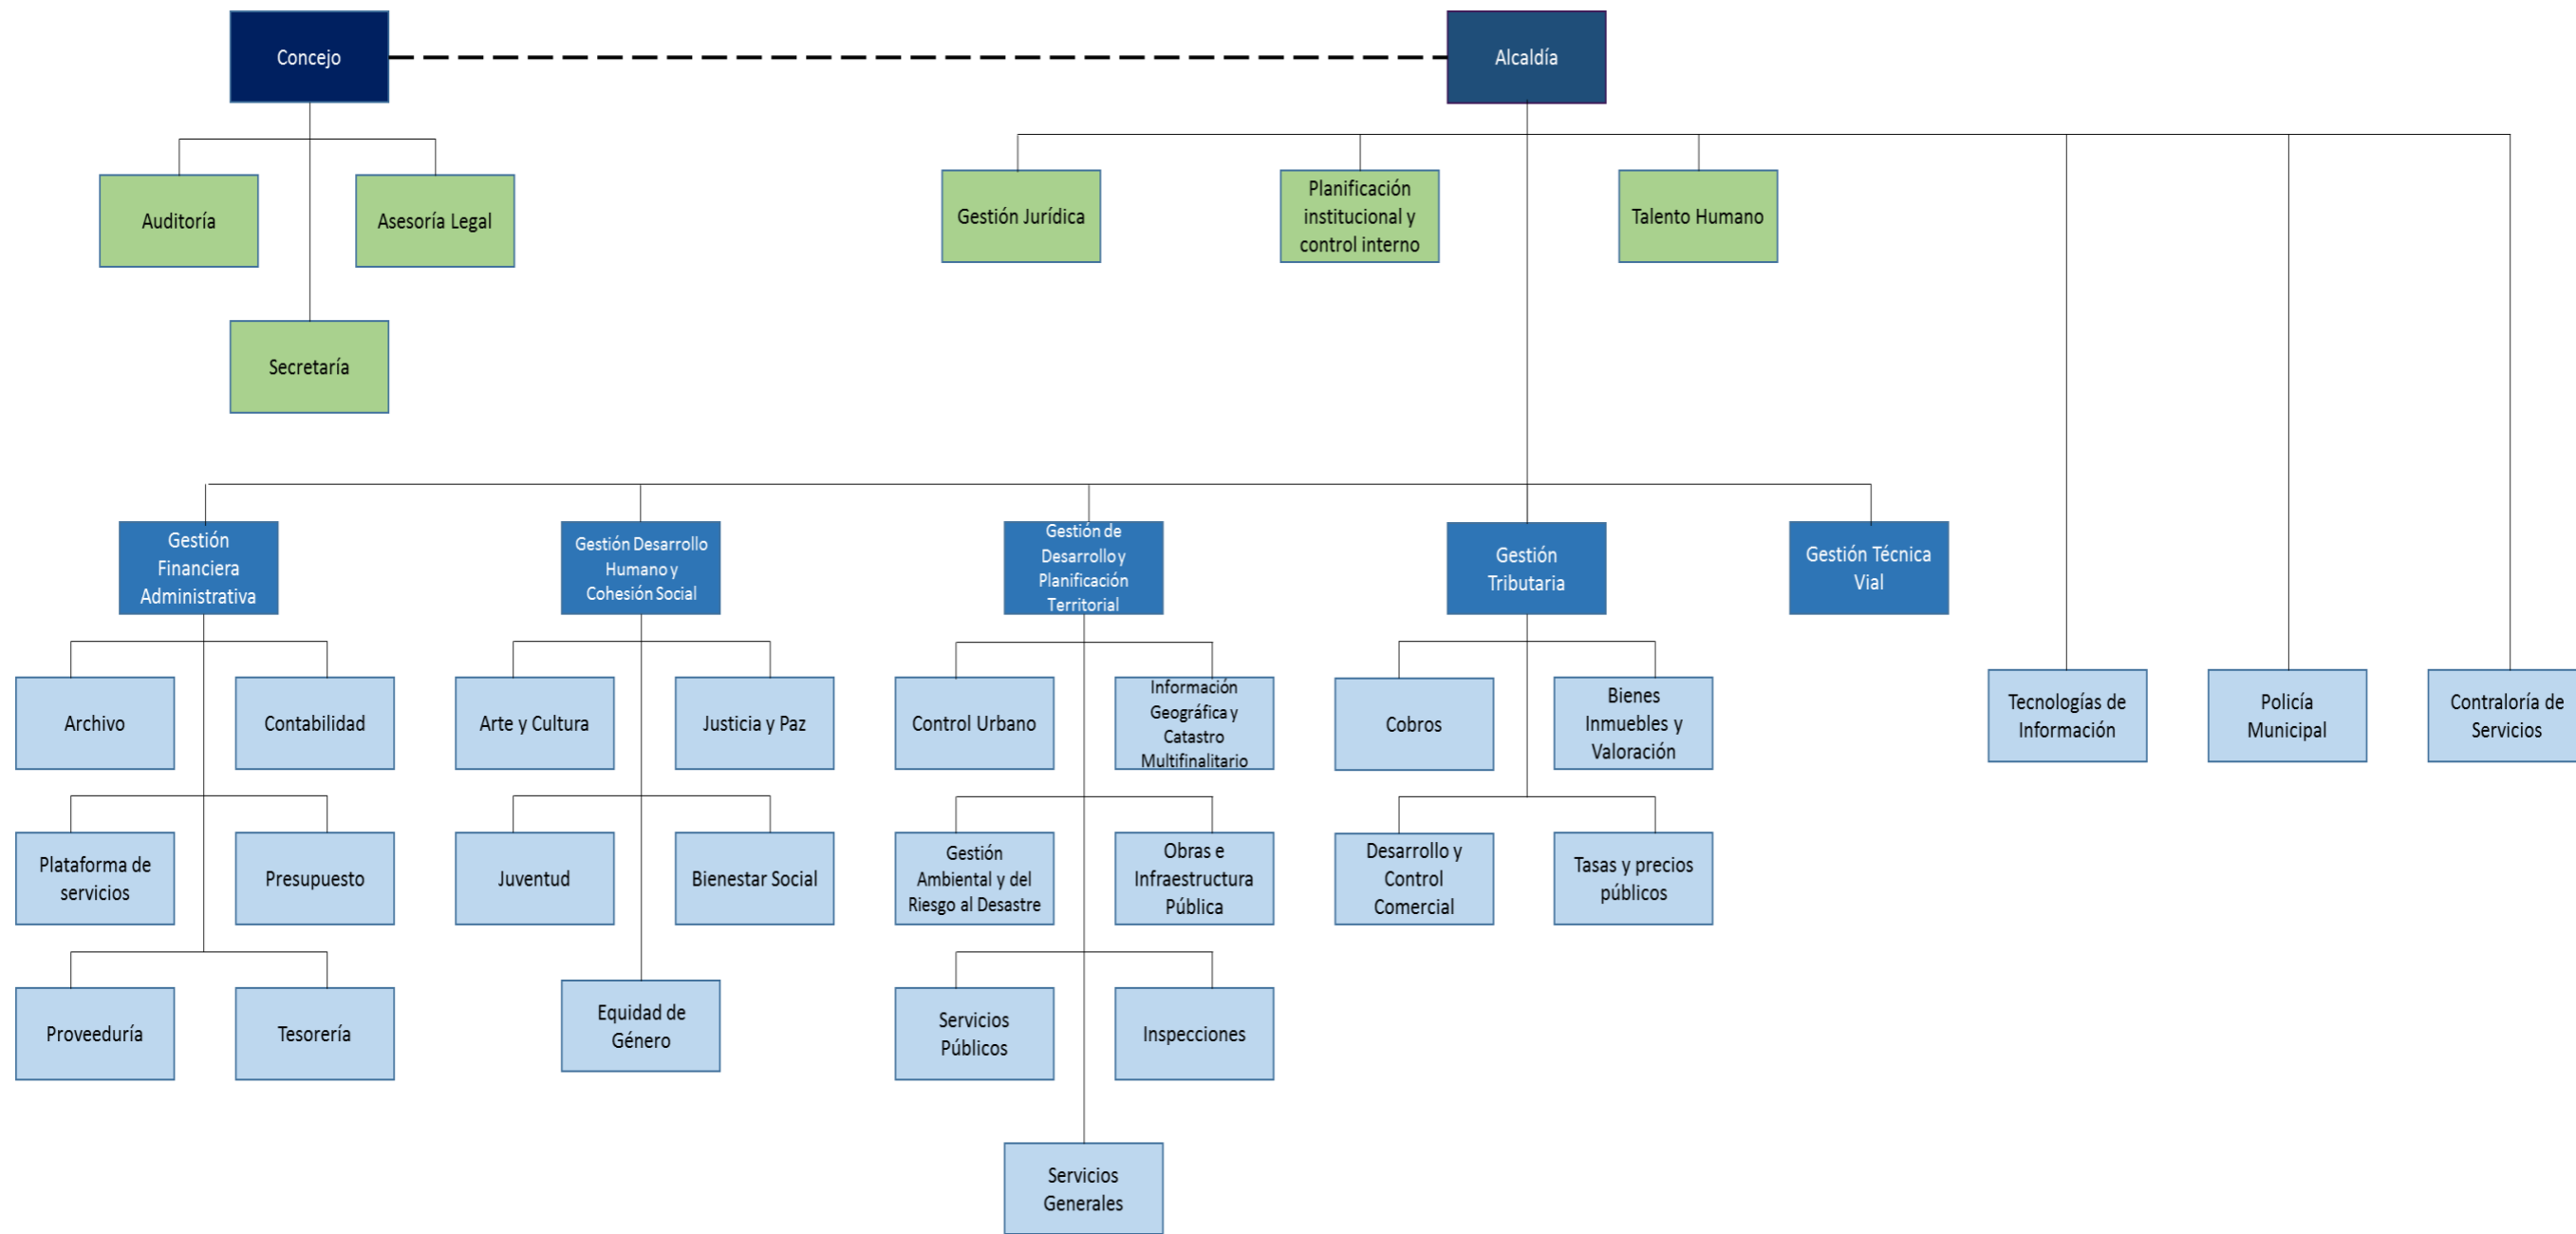 Concejo
Alcaldía
Auditoría
Asesoría Legal
Gestión Jurídica
Planificación
institucional y
control interno
Talento Humano
Secretaría
Gestión
Financiera
Administrativa
Gestión Desarrollo
Humano y
Cohesión Social
Gestión de
Desarrollo y
Planificación
Territorial
Gestión
Tributaria
Gestión Técnica
Vial
Archivo
Contabilidad
Arte y Cultura
Justicia y Paz
Control Urbano
Información
Geográfica y
Catastro
Multifinalitario
Cobros
Bienes
Inmuebles y
Valoración
Tecnologías de
Información
Policía
Municipal
Contraloría de
Servicios
Plataforma de
servicios
Presupuesto
Juventud
Bienestar Social
Gestión
Ambiental y del
Riesgo al Desastre
Obras e
Infraestructura
Pública
Desarrollo y
Control
Comercial
Tasas y precios
públicos
Proveeduría
Tesorería
Equidad de
Género
Servicios
Públicos
Inspecciones
Servicios
Generales